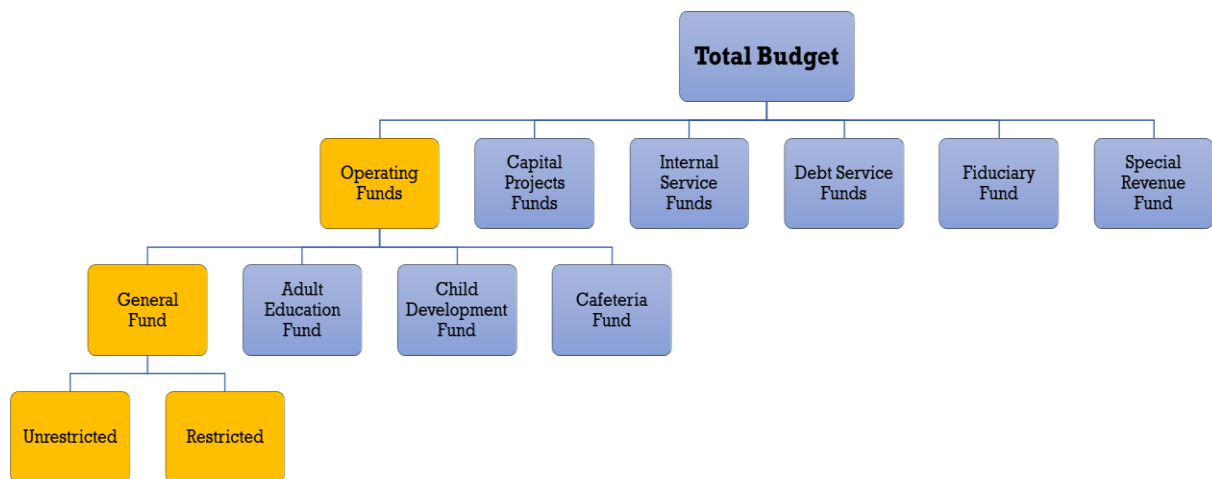 Total Budget
Operating
Funds
Capital
Projects
Funds
Internal
Service
Funds
Debt Service
Funds
Fiduciary
Fund
Special
Revenue
Fund
General
Fund
Adult
Education
Fund
Child
Development
Fund
Cafeteria
Fund
Unrestricted
Restricted